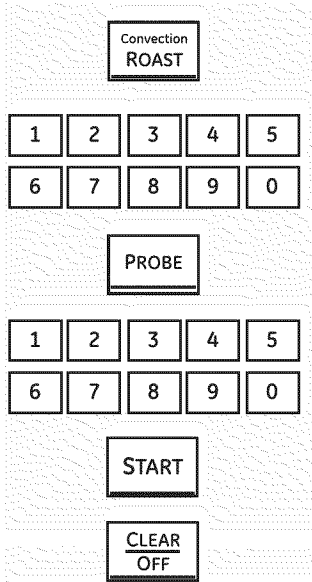 Convection
ROAST
1 2 3 4 5
6 7 8 9 0
PROBE
1 2 3 4 5
6 7 8 9 0
START
CLEAR
OFF